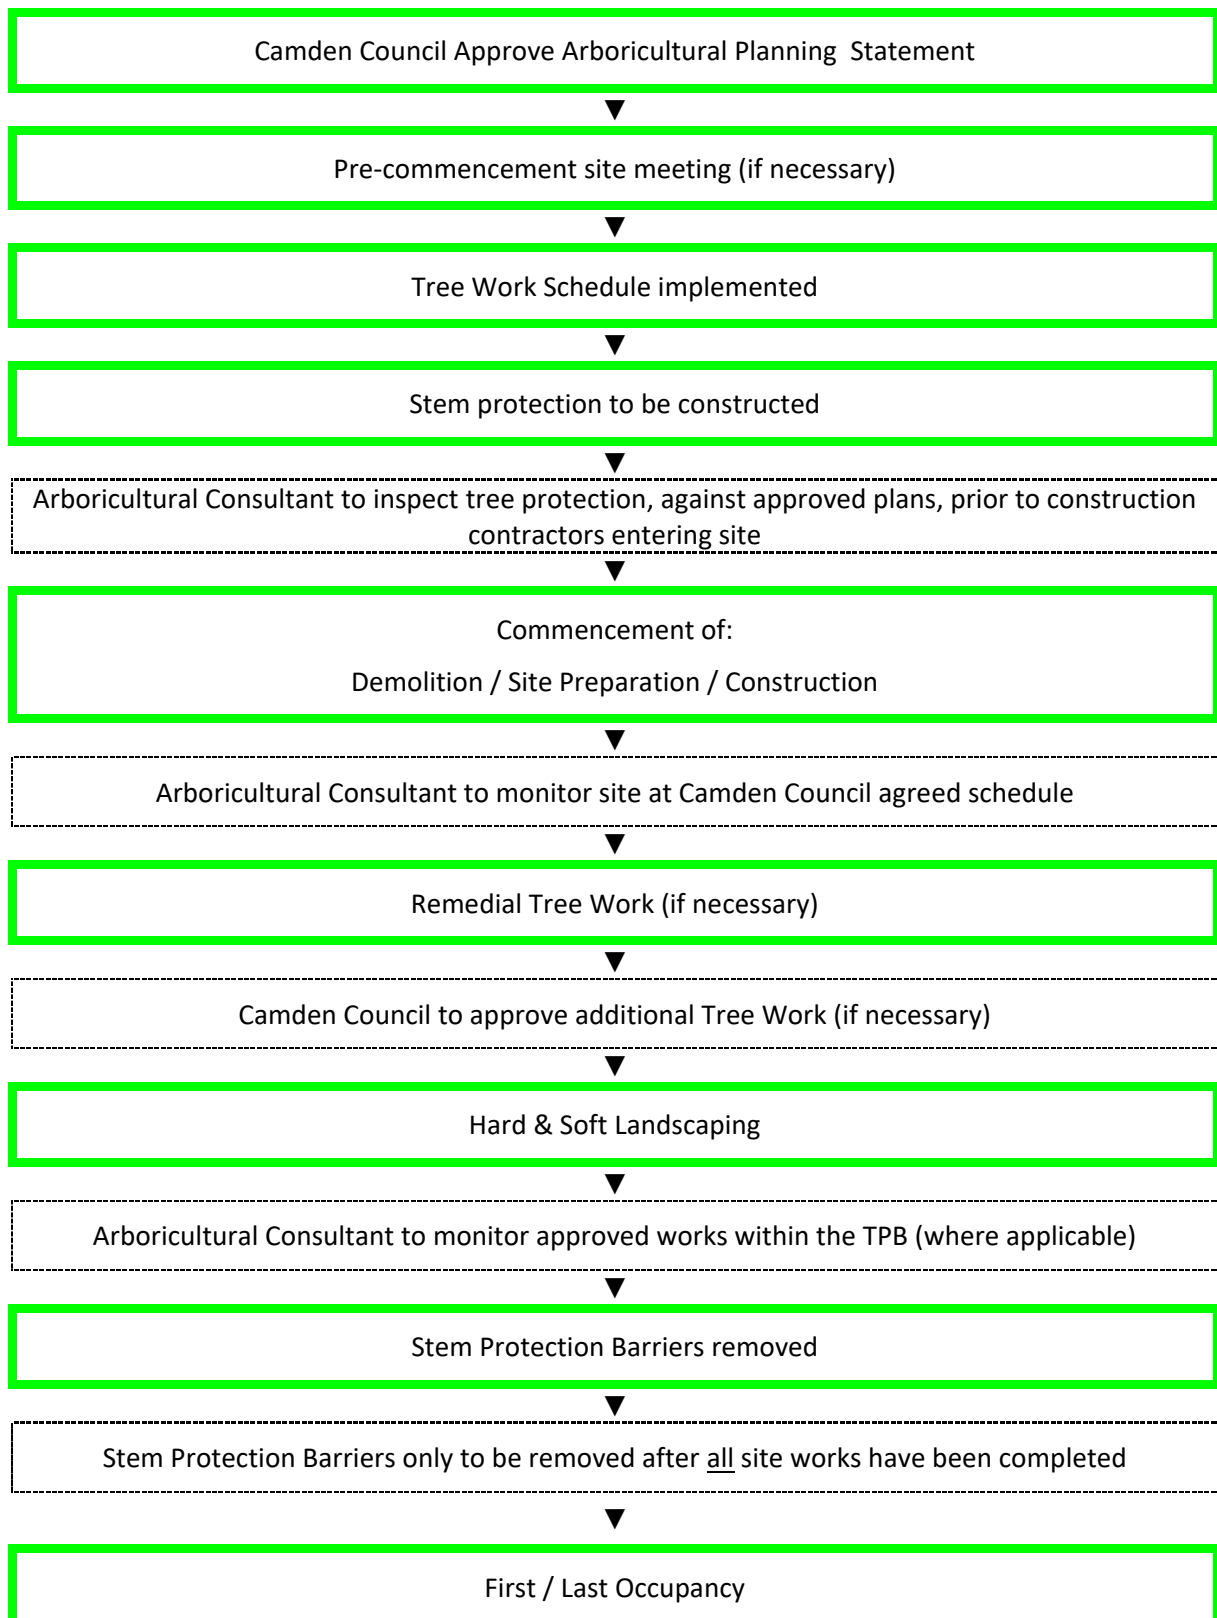 Camden Council Approve Arboricultural Planning  Statement
▼
Pre-commencement site meeting (if necessary)
▼
Tree Work Schedule implemented
▼
Stem protection to be constructed
▼
Arboricultural Consultant to inspect tree protection, against approved plans, prior to construction
contractors entering site
▼
Commencement of:
Demolition / Site Preparation / Construction
▼
Arboricultural Consultant to monitor site at Camden Council agreed schedule
▼
Remedial Tree Work (if necessary)
▼
Camden Council to approve additional Tree Work (if necessary)
▼
Hard & Soft Landscaping
▼
Arboricultural Consultant to monitor approved works within the TPB (where applicable)
▼
Stem Protection Barriers removed
▼
Stem Protection Barriers only to be removed after all site works have been completed
▼
First / Last Occupancy